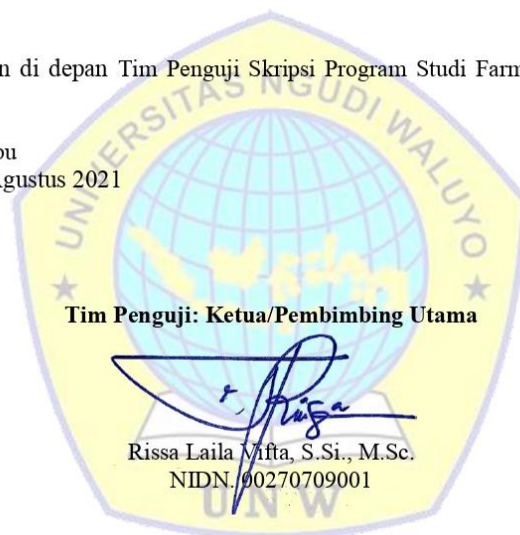 n di depan Tim Penguji Skripsi Program Studi Farm
bu
Agustus 2021
UNIVERSITAS NGUDI WALUYO
Tim Penguji: Ketua/Pembimbing Utama
Rissa Laila Vifta, S.Si., M.Sc.
NIDN. 00270709001
UNW